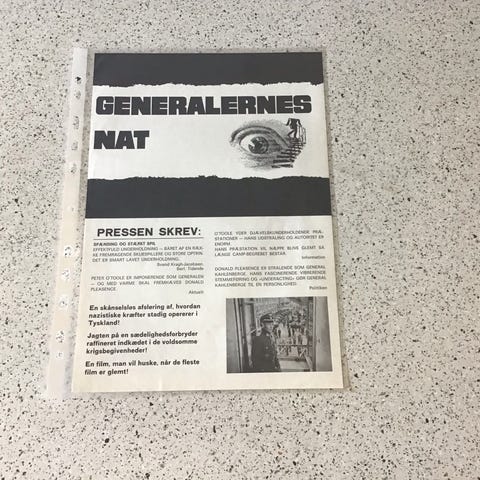 GENERALERNES
NAT
PRESSEN SKREV:
SPÆNDING OG STÆRKT SPIL
EFFEKTFULD UNDERHOLDNING — BÅRET AF EN RÆK-
KE FREMRAGENDE SKUESPILLERE OG STORE OPTRIN.
DET ER SMART LAVET UNDERHOLDNING.
Svend Kragh-Jacobsen,
Berl. Tidende
PETER O'TOOLE ER IMPONERENDE SOM GENERALEN
— OG MED VARME SKAL FREMHÆVES DONALD
PLEASENCE.
Aktuelt
O'TOOLE YDER DJÆVELSKUNDERHOLDENDE PRÆ-
STATIONER — HANS UDSTRÅLING OG AUTORITET ER
ENORM.
HANS PRÆSTATION VIL NÆPPE BLIVE GLEMT SÅ
LÆNGE CAMP-BEGREBET BESTÅR.
Information
DONALD PLEASENCE ER STRÅLENDE SOM GENERAL
KAHLENBERGE. HANS FASCINERENDE VIBRERENDE
STEMMEFØRING OG »UNDERACTING« GØR GENERAL
KAHLENBERGE TIL EN PERSONLIGHED.
Politiken
En skånselsløs afsløring af, hvordan
nazistiske kræfter stadig opererer i
Tyskland!
Jagten på en sædelighedsforbryder
raffineret indkædet i de voldsomme
krigsbegivenheder!
En film, man vil huske, når de fleste
film er glemt!